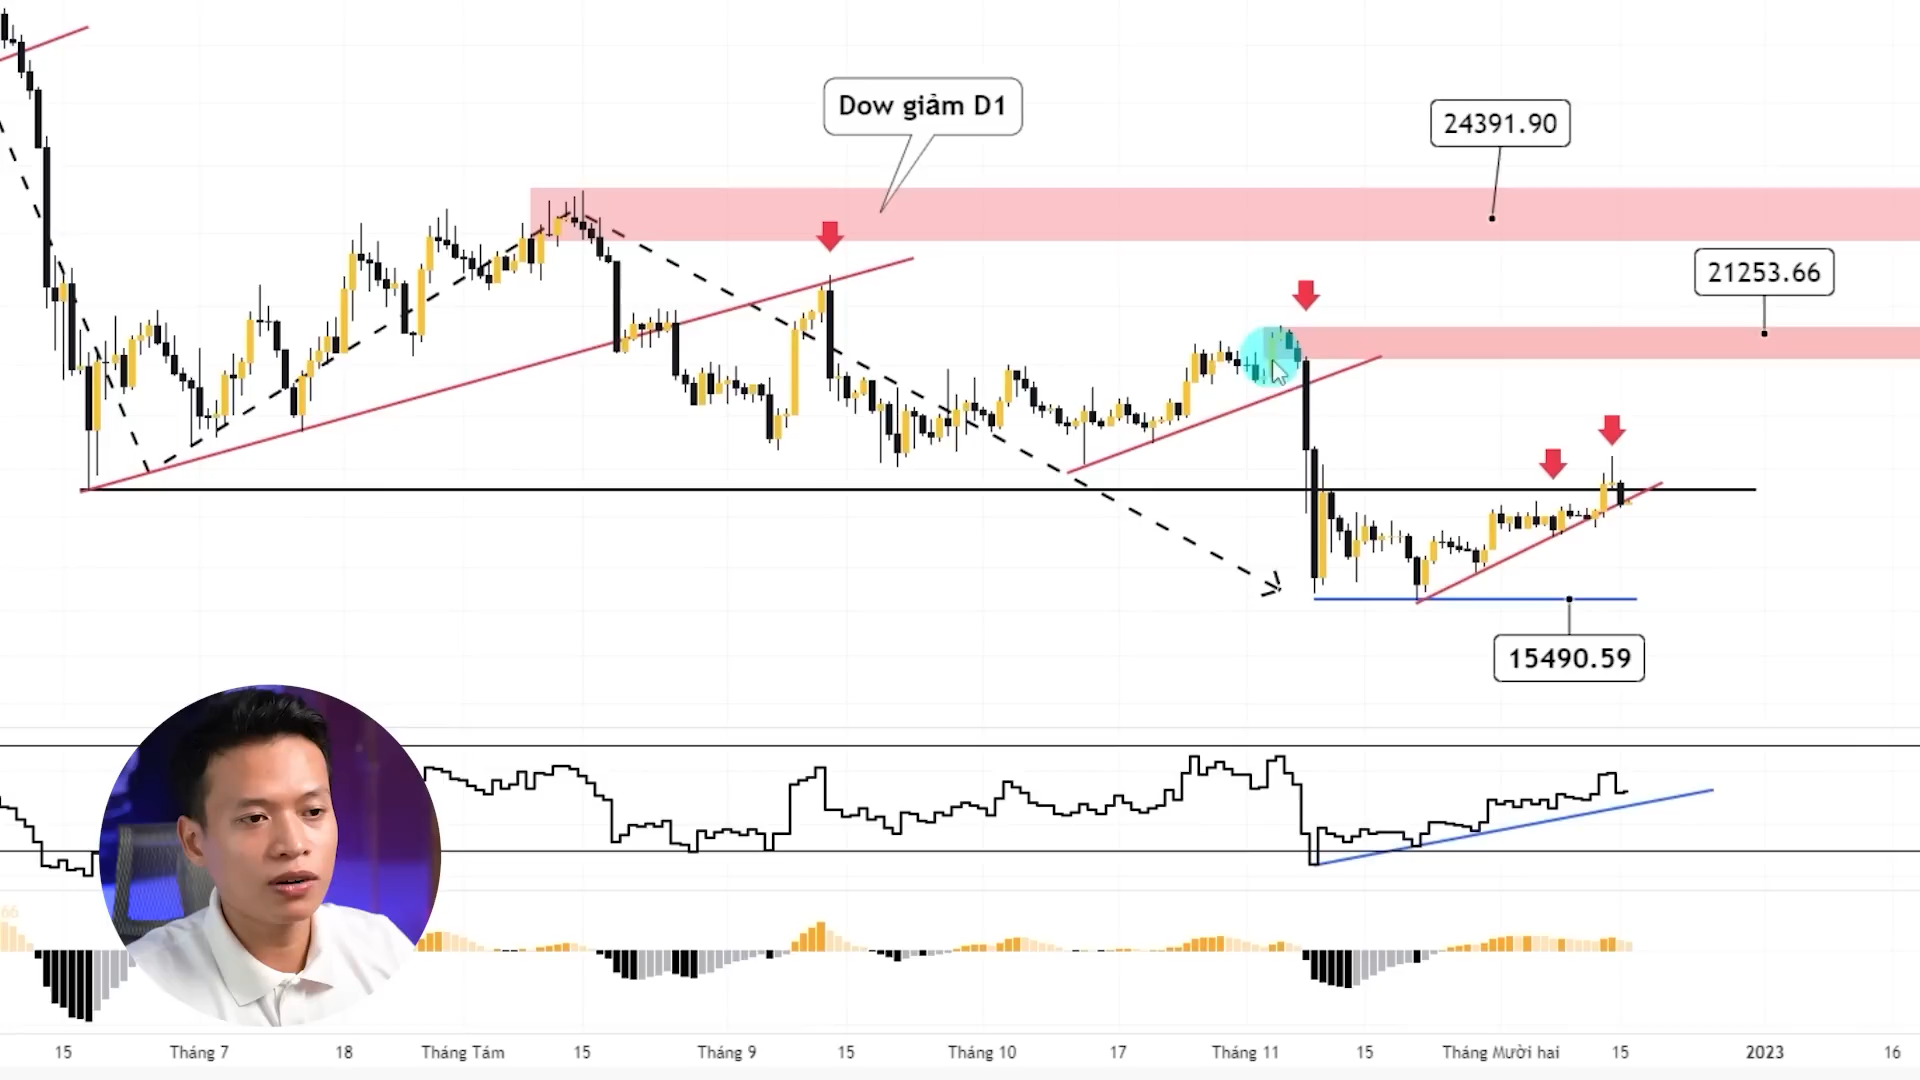 Dow giảm D1
24391.90
21253.66
15490.59
66
15 Tháng 7 18 Tháng Tám 15 Tháng 9 15 Tháng 10 17 Tháng 11 15 Tháng Mười hai 15 2023 16